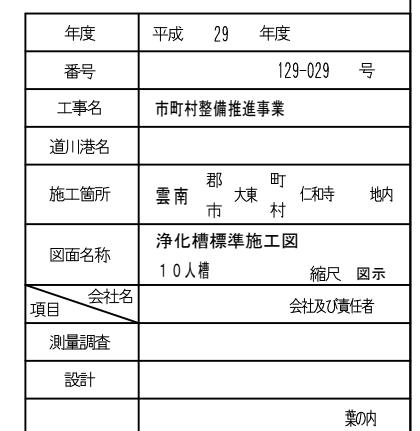 年度 平成 29 年度
番号 129-029 号
工事名 市町村整備推進事業
道川港名
施工箇所 雲南 郡 市 大東 町 村 仁和寺 地内
図面名称 浄化槽標準施工図
10人槽 縮尺 図示
項目 会社名 会社及び責任者
測量調査
設計
葉の内